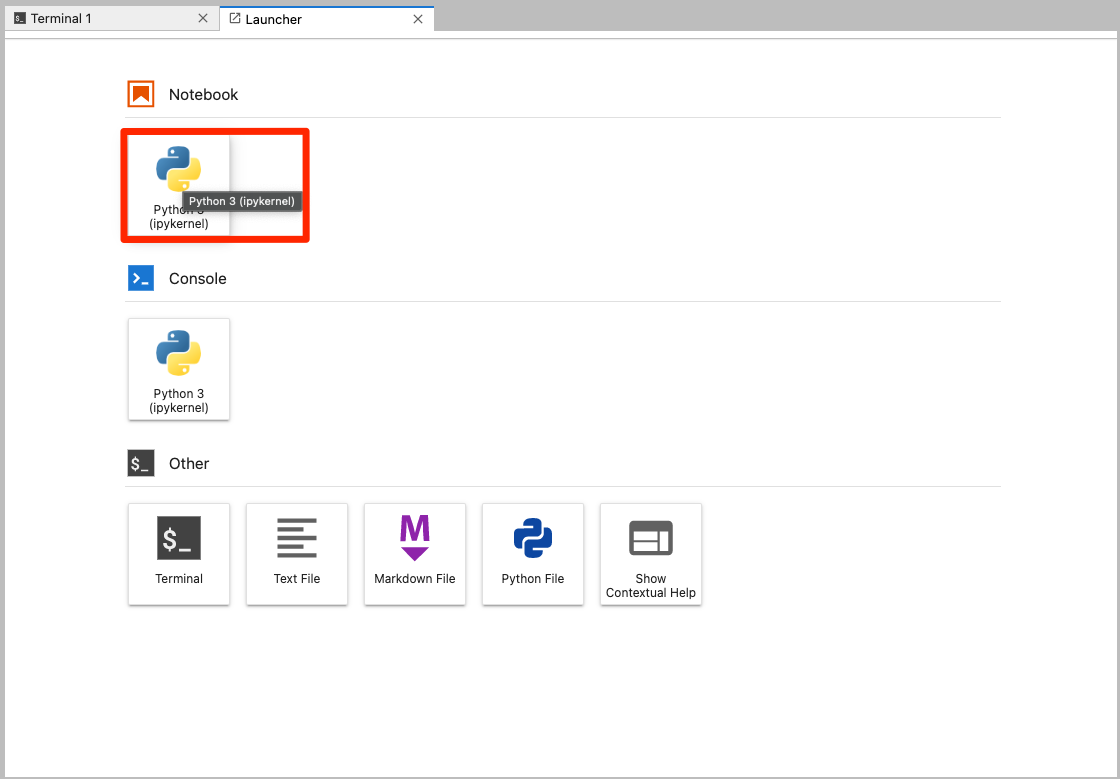 Terminal 1
Launcher
Notebook
Python 3 (ipykernel)
Python 3
(ipykernel)
Console
Python 3
(ipykernel)
$_
Other
$_
Terminal
Text File
M
Markdown File
Python File
Show
Contextual Help